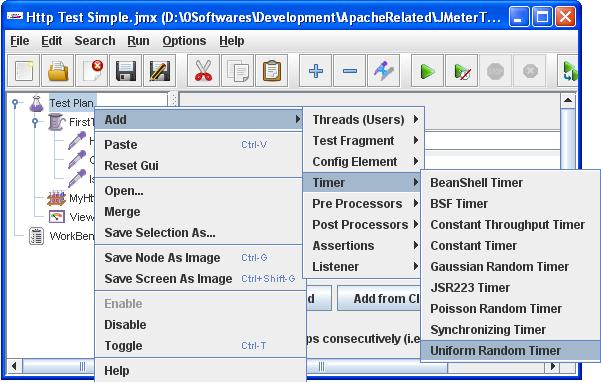 Http Test Simple.jmx (D:\0Softwares\Development\ApacheRelated\JMeterT...
File Edit Search Run Options Help
Test Plan
FirstT
MyHt
View
WorkBen
Add
Paste Ctrl-V
Reset Gui
Open...
Merge
Save Selection As...
Save Node As Image Ctrl-G
Save Screen As Image Ctrl+Shift-G
Enable
Disable
Toggle Ctrl-T
Help
Threads (Users)
Test Fragment
Config Element
Timer
Pre Processors
Post Processors
Assertions
Listener
BeanShell Timer
BSF Timer
Constant Throughput Timer
Constant Timer
Gaussian Random Timer
JSR223 Timer
Poisson Random Timer
Synchronizing Timer
Uniform Random Timer
d Add from Cl
ps consecutively (i.e